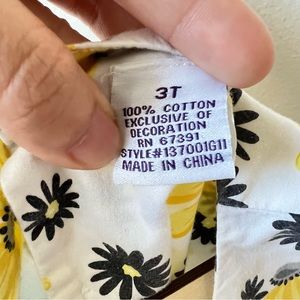 3T
100% COTTON
EXCLUSIVE OF
DECORATION
RN 67391
STYLE#137001G11
MADE IN CHINA